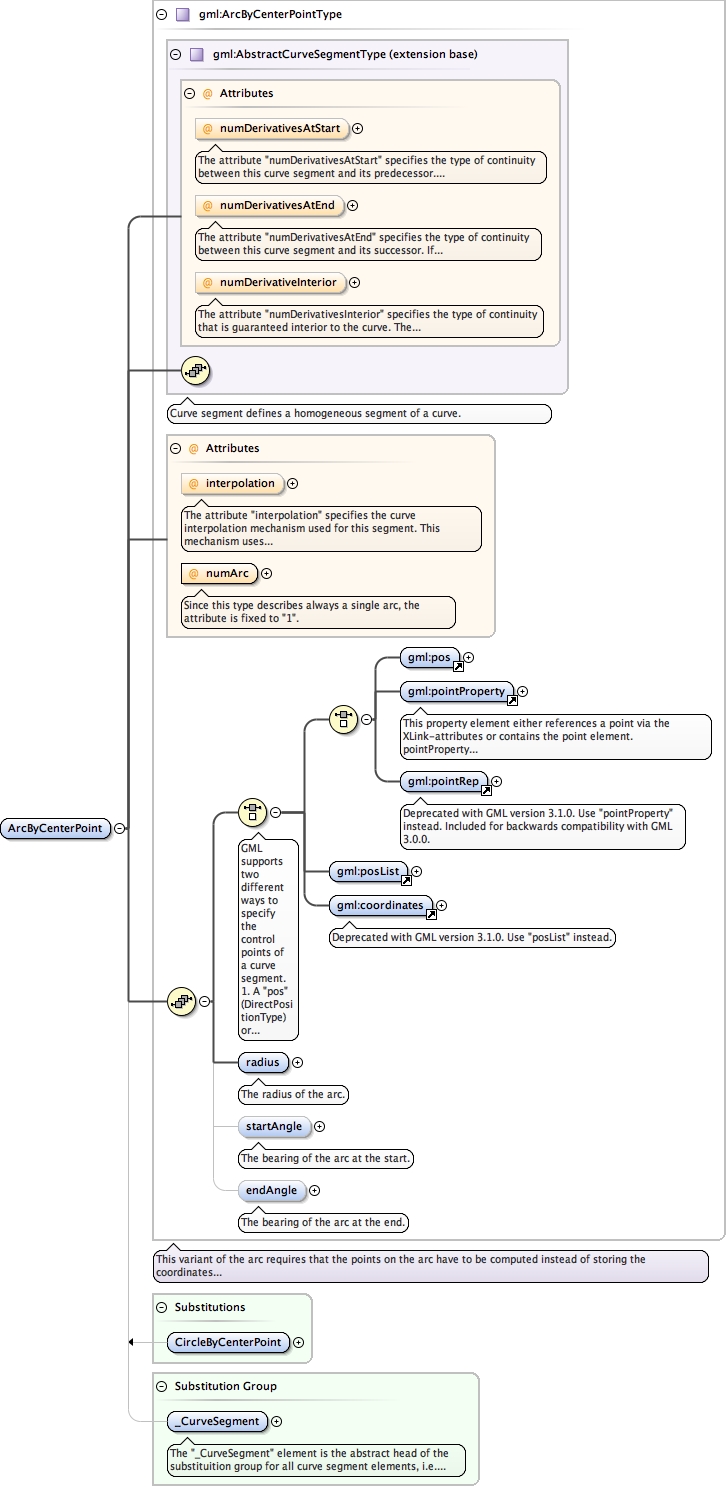 gml:ArcByCenterPointType
gml:AbstractCurveSegmentType (extension base)
@ Attributes
@ numDerivativesAtStart
The attribute "numDerivativesAtStart" specifies the type of continuity
between this curve segment and its predecessor....
@ numDerivativesAtEnd
The attribute "numDerivativesAtEnd" specifies the type of continuity
between this curve segment and its successor. If...
@ numDerivativeInterior
The attribute "numDerivativesInterior" specifies the type of continuity
that is guaranteed interior to the curve. The...
Curve segment defines a homogeneous segment of a curve.
@ Attributes
@ interpolation
The attribute "interpolation" specifies the curve
interpolation mechanism used for this segment. This
mechanism uses...
@ numArc
Since this type describes always a single arc, the
attribute is fixed to "1".
gml:pos
gml:pointProperty
This property element either references a point via the
XLink-attributes or contains the point element.
pointProperty...
gml:pointRep
Deprecated with GML version 3.1.0. Use "pointProperty"
instead. Included for backwards compatibility with GML
3.0.0.
ArcByCenterPoint
GML
supports
two
different
ways to
specify
the
control
points of
a curve
segment.
1. A "pos"
(DirectPosi
tionType)
or...
gml:posList
gml:coordinates
Deprecated with GML version 3.1.0. Use "posList" instead.
radius
The radius of the arc.
startAngle
The bearing of the arc at the start.
endAngle
The bearing of the arc at the end.
This variant of the arc requires that the points on the arc have to be computed instead of storing the
coordinates...
Substitutions
CircleByCenterPoint
Substitution Group
_CurveSegment
The "_CurveSegment" element is the abstract head of the
substituition group for all curve segment elements, i.e....